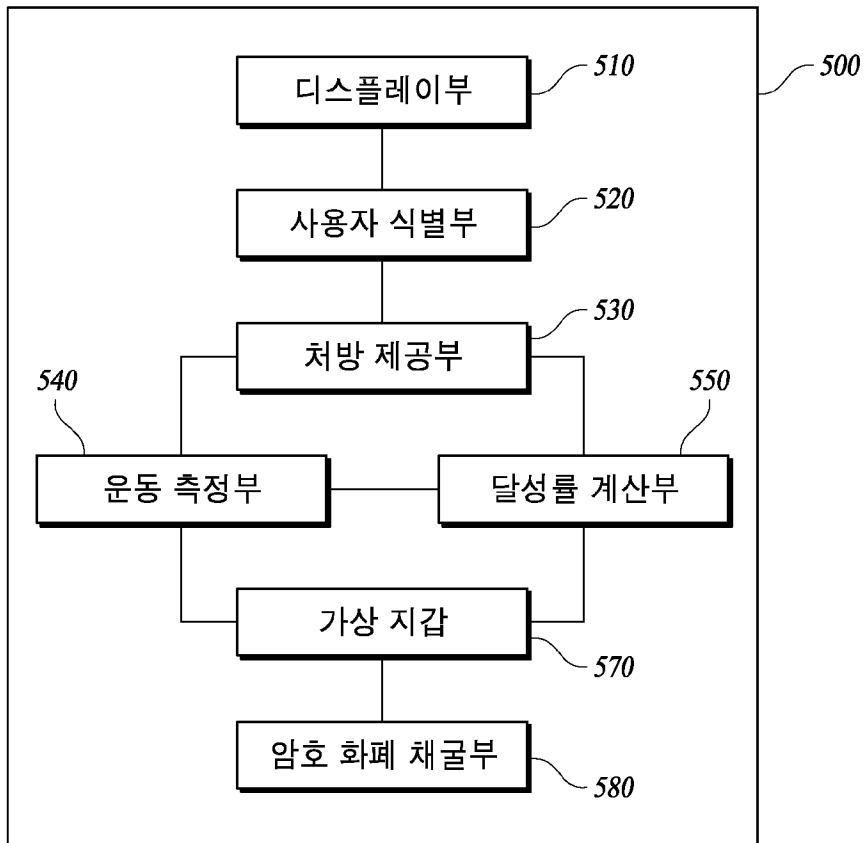 510
디스플레이부
500
520
사용자 식별부
530
처방 제공부
540
550
운동 측정부
달성률 계산부
가상 지갑
570
암호 화폐 채굴부
580